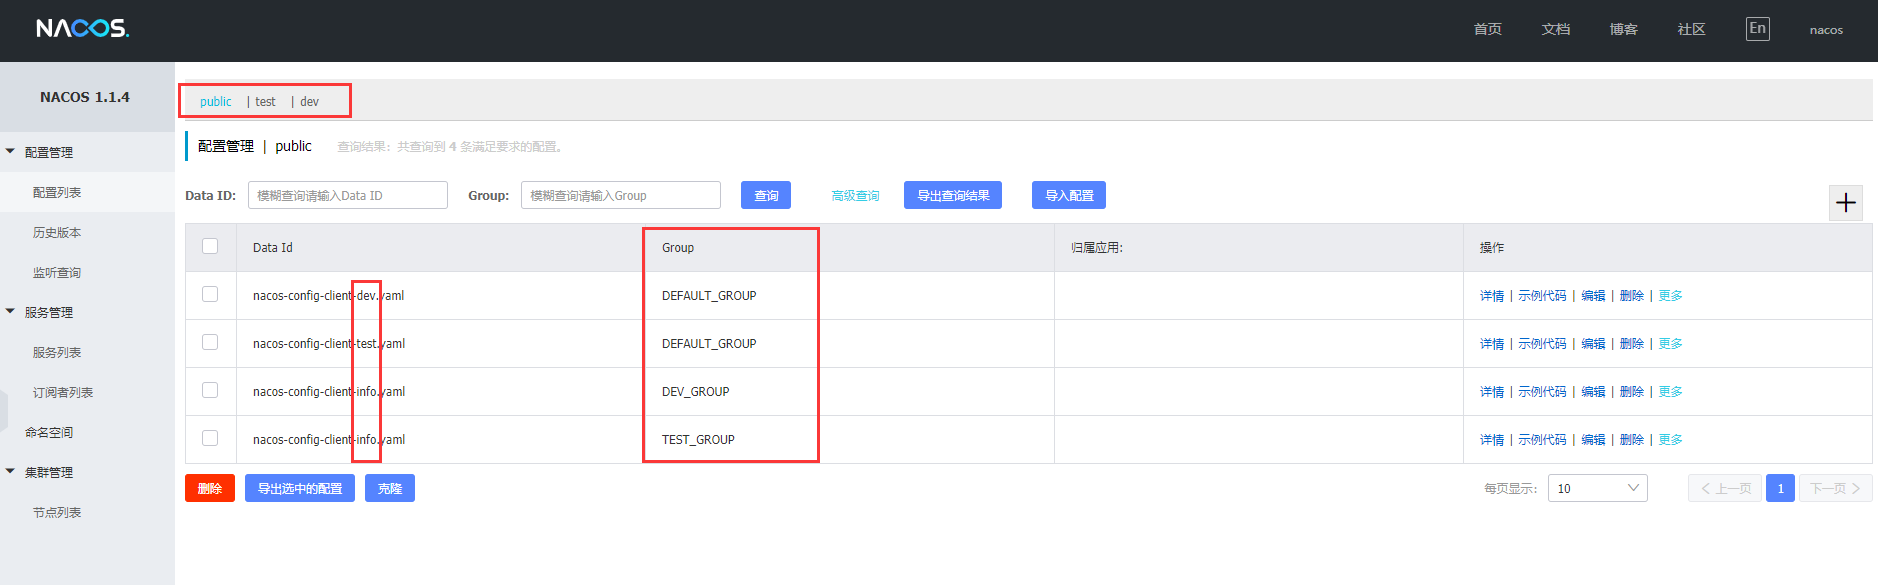 NACOS. 首页 文档 博客 社区 En nacos
NACOS 1.1.4
配置管理
配置列表
历史版本
监听查询
服务管理
服务列表
订阅者列表
命名空间
集群管理
节点列表
public | test | dev
配置管理 | public 查询结果：共查询到 4 条满足要求的配置。
Data ID: 模糊查询请输入Data ID Group: 模糊查询请输入Group 查询 高级查询 导出查询结果 导入配置
Data Id Group 归属应用: 操作
nacos-config-client-dev.yaml DEFAULT_GROUP 详情 | 示例代码 | 编辑 | 删除 | 更多
nacos-config-client-test.yaml DEFAULT_GROUP 详情 | 示例代码 | 编辑 | 删除 | 更多
nacos-config-client-info.yaml DEV_GROUP 详情 | 示例代码 | 编辑 | 删除 | 更多
nacos-config-client-info.yaml TEST_GROUP 详情 | 示例代码 | 编辑 | 删除 | 更多
删除 导出选中的配置 克隆 每页显示: 10 上一页 1 下一页